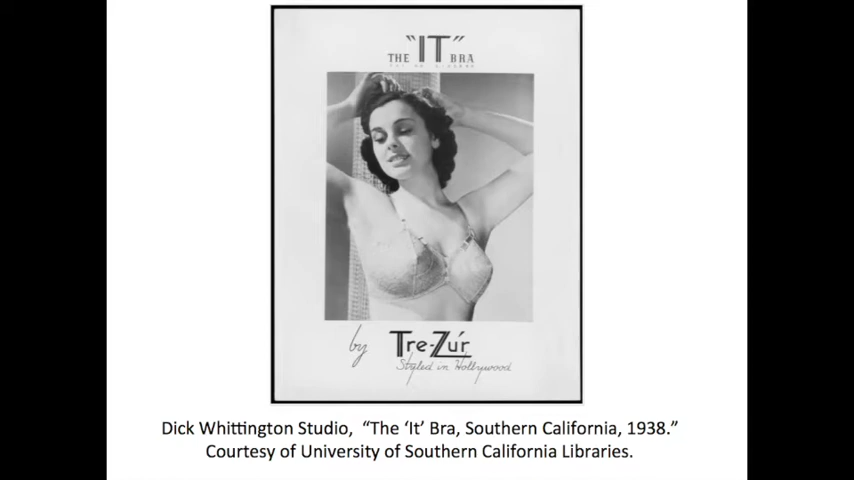 THE "IT" BRA
by Tre-Zúr
Styled in Hollywood
Dick Whittington Studio, “The ‘It’ Bra, Southern California, 1938.”
Courtesy of University of Southern California Libraries.